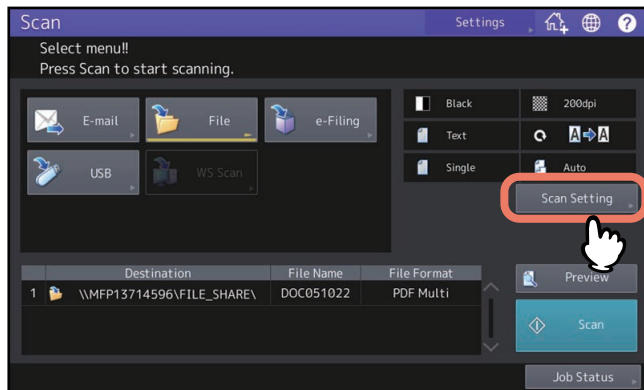 Scan
Settings
Select menu!!
Press Scan to start scanning.
E-mail
File
e-Filing
USB
WS Scan
Black
200dpi
Text
A A
Single
Auto
Scan Setting
Destination File Name File Format
1 \\MFP13714596\FILE_SHARE\ DOC051022 PDF Multi
Preview
Scan
Job Status